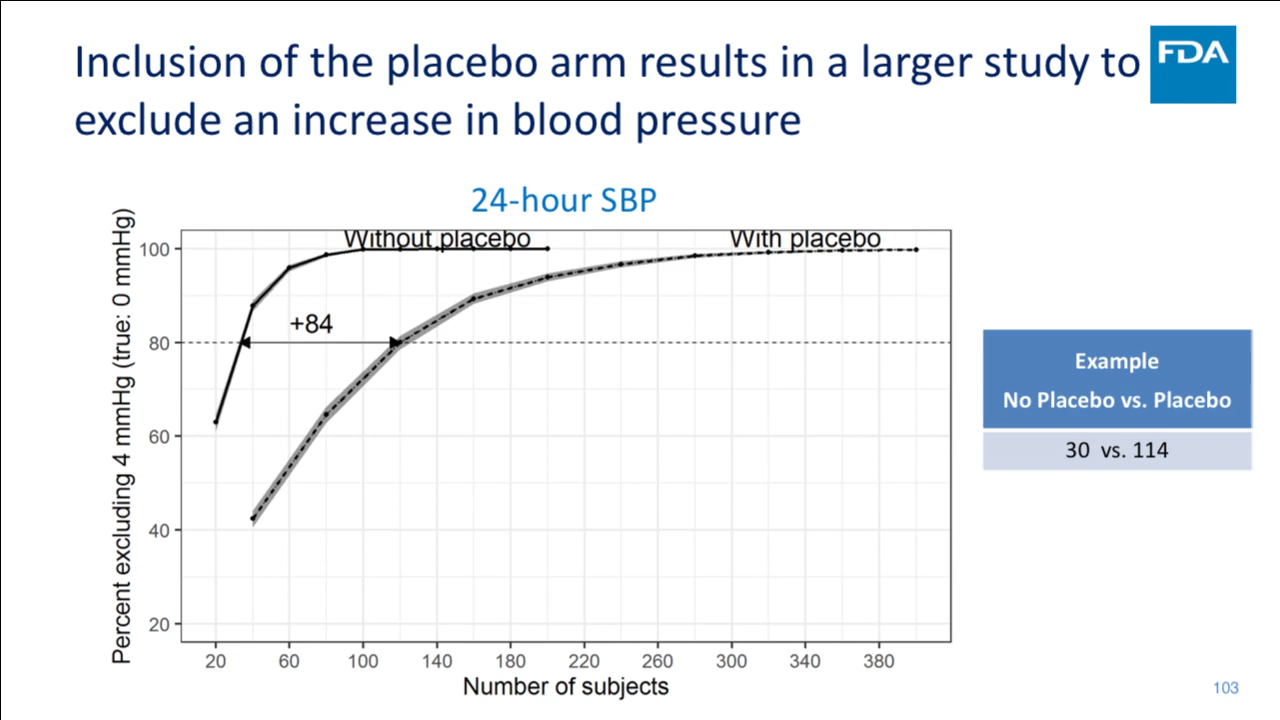 Inclusion of the placebo arm results in a larger study to
exclude an increase in blood pressure
FDA
24-hour SBP
Percent excluding 4 mmHg (true: 0 mmHg)
Without placebo
With placebo
+84
100
80
60
40
20
20 60 100 140 180 220 260 300 340 380
Number of subjects
Example
No Placebo vs. Placebo
30 vs. 114
103